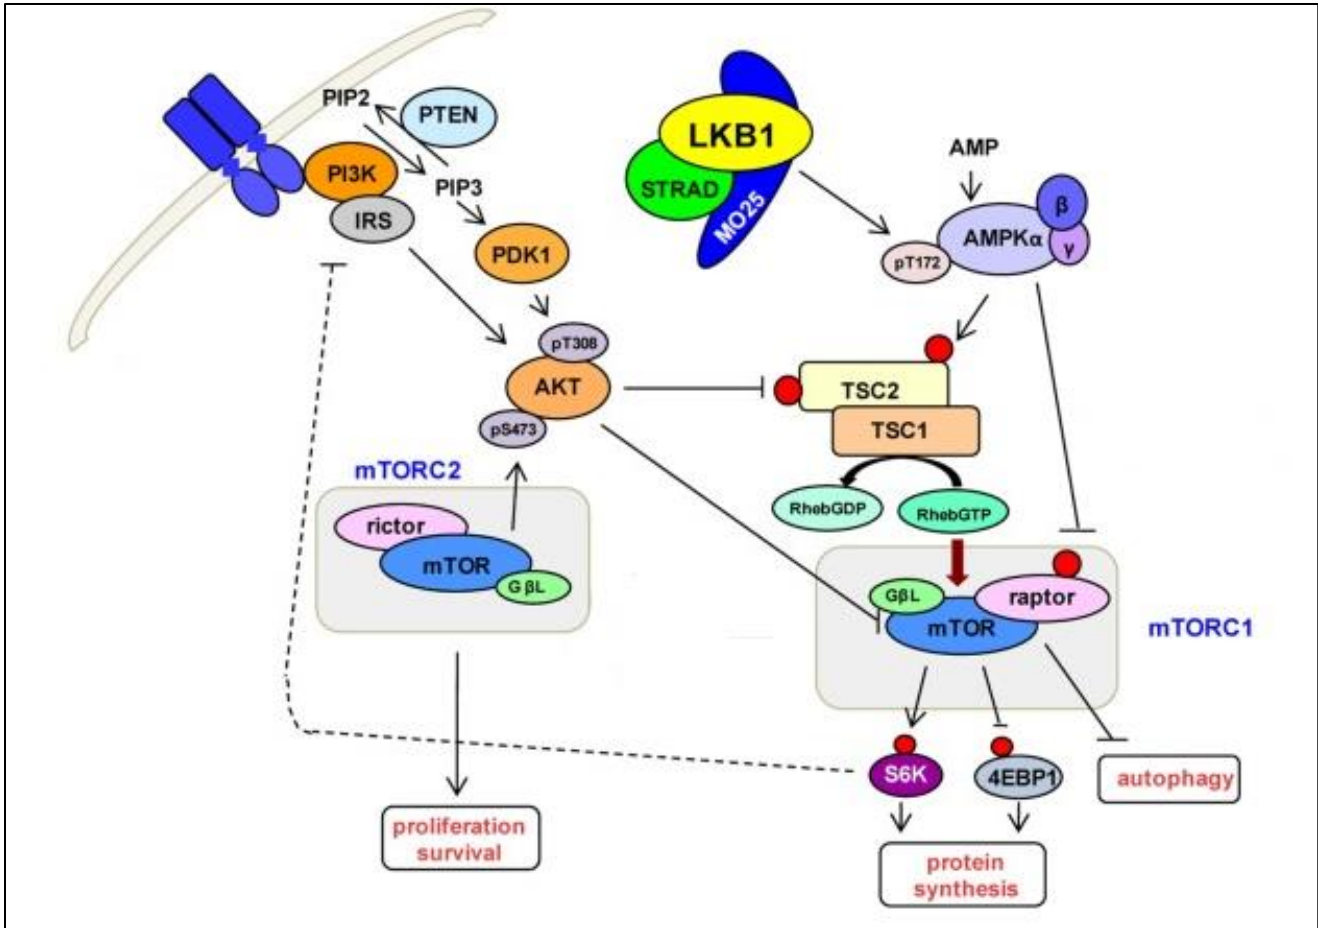 PIP2
PTEN
PI3K
PIP3
IRS
PDK1
LKB1
STRAD
MO25
AMP
β
AMPKα
γ
pT172
pT308
AKT
pS473
TSC2
TSC1
mTORC2
rictor
mTOR
GβL
RhebGDP
RhebGTP
GβL
raptor
mTOR
mTORC1
S6K
4EBP1
autophagy
proliferation
survival
protein
synthesis